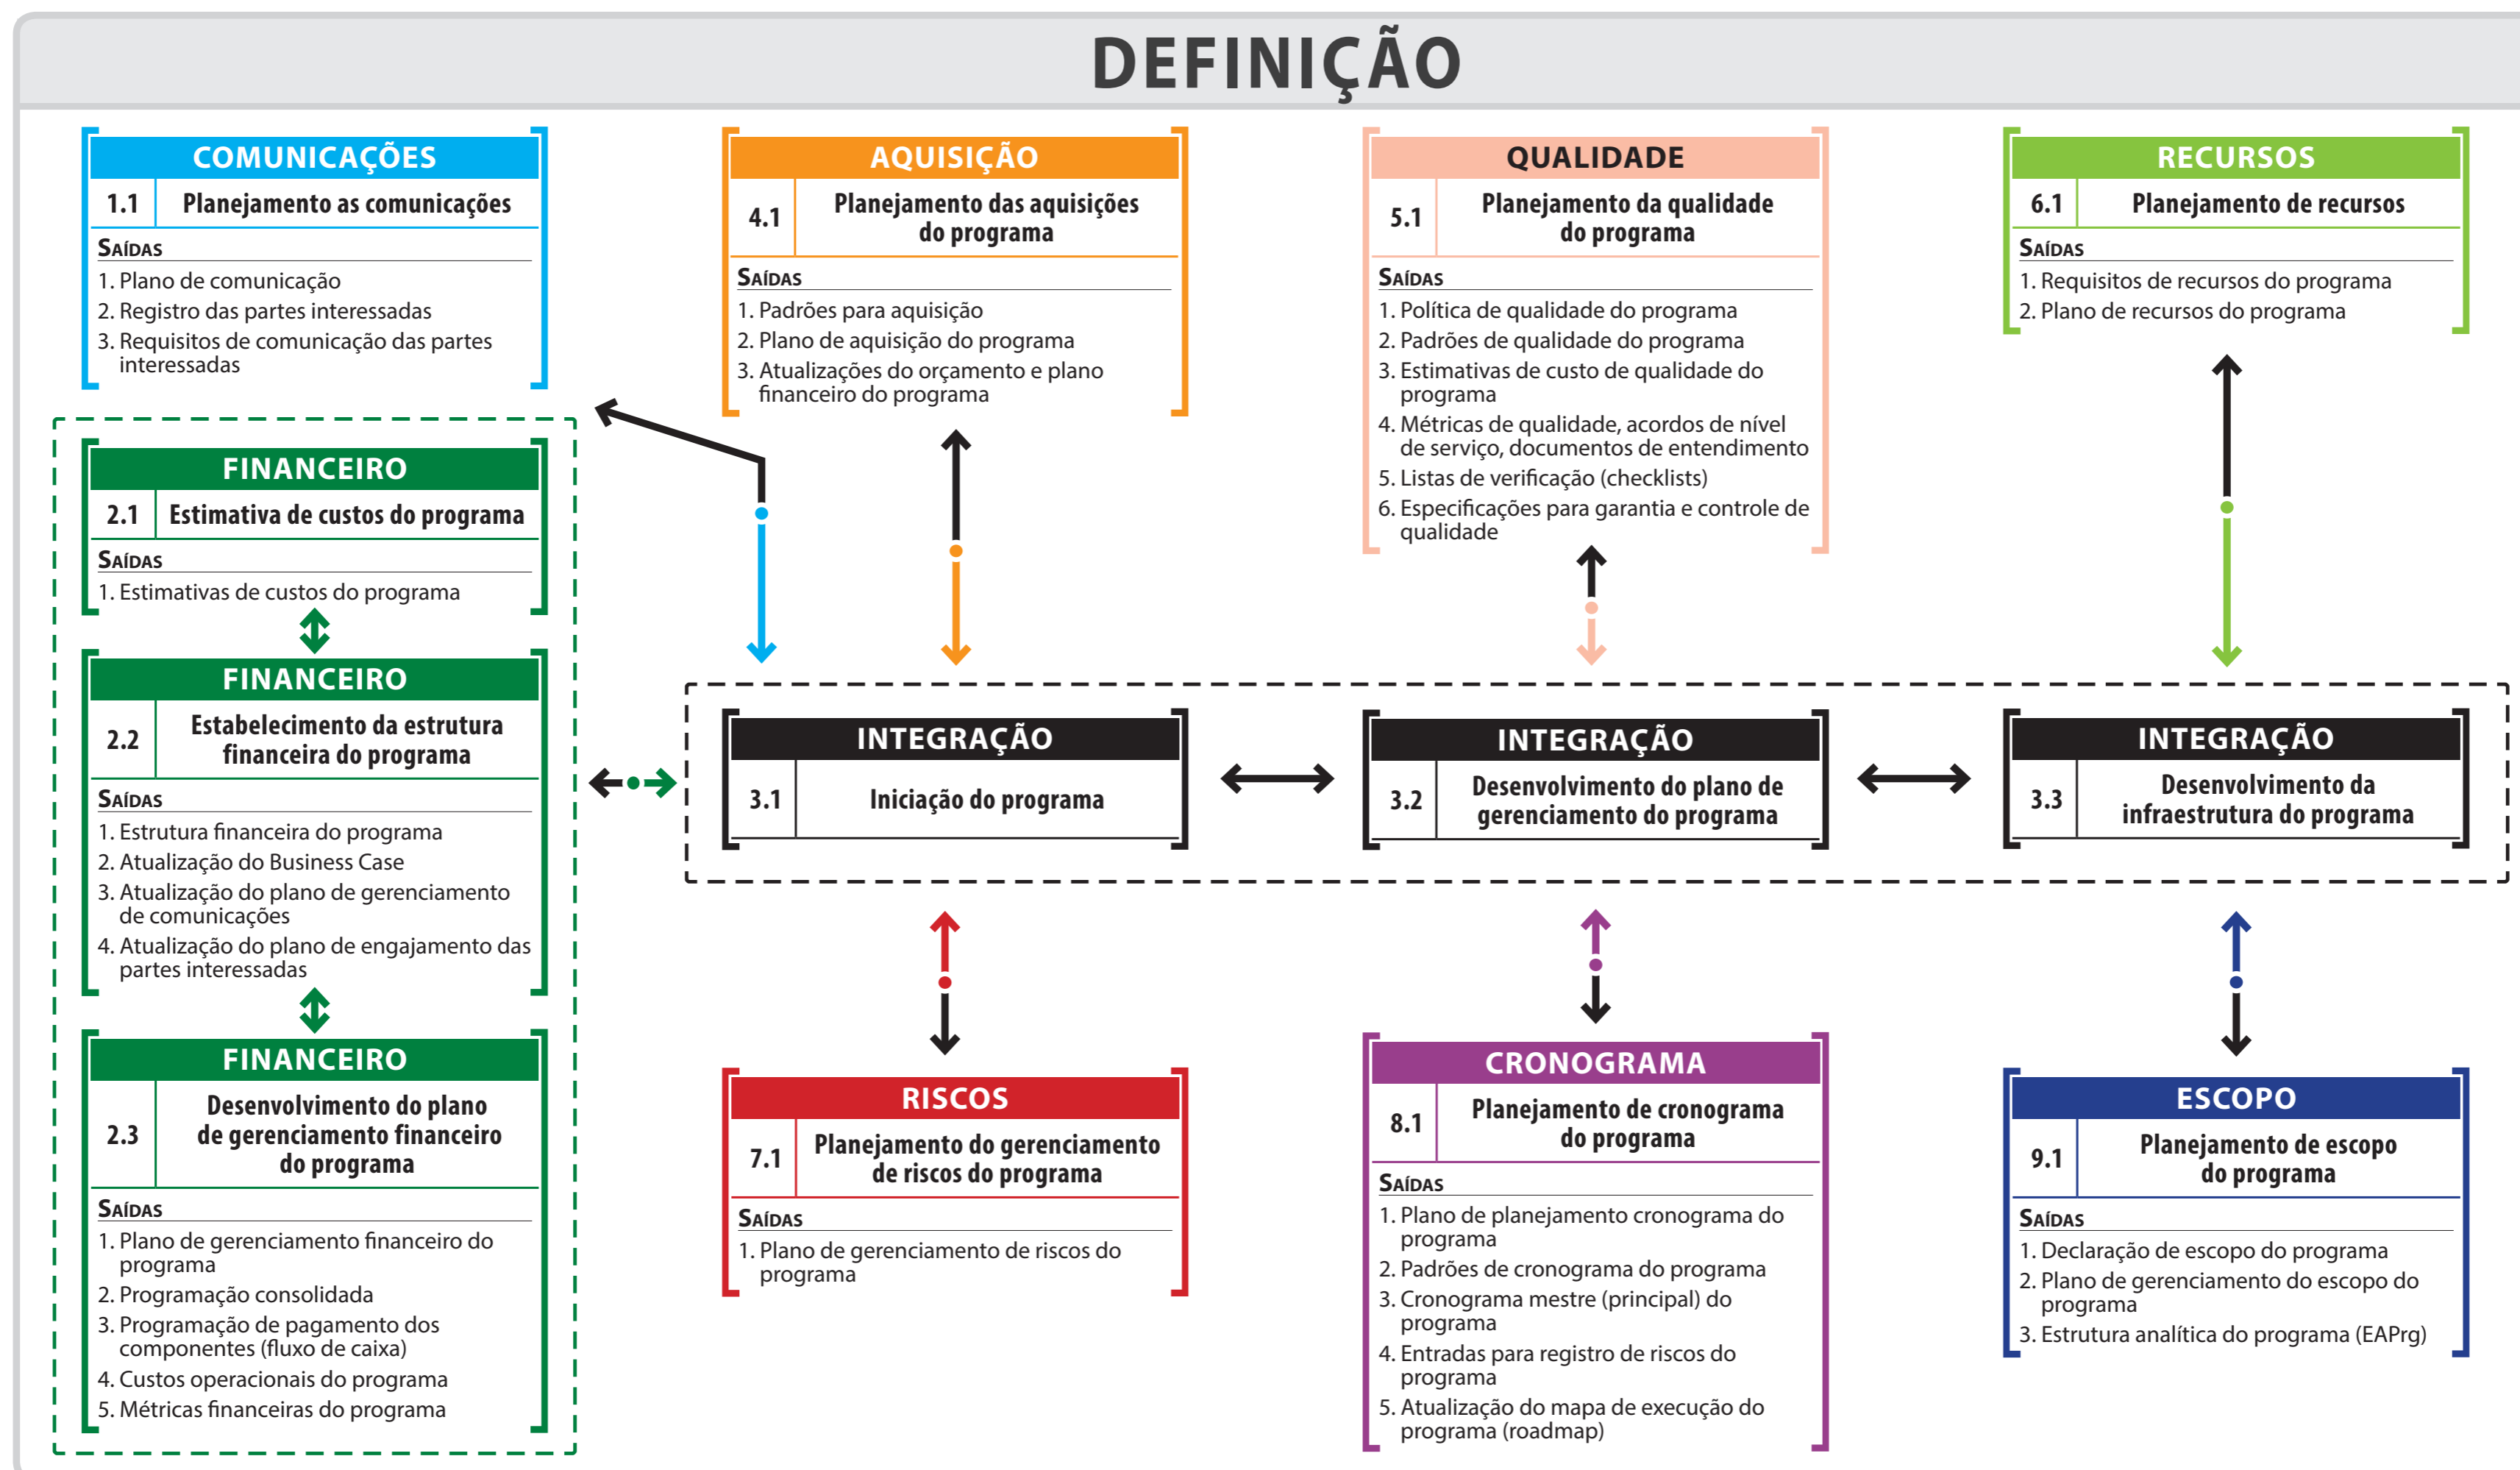 DEFINIÇÃO
COMUNICAÇÕES
1.1 Planejamento as comunicações
SAÍDAS
1. Plano de comunicação
2. Registro das partes interessadas
3. Requisitos de comunicação das partes
interessadas
FINANCEIRO
2.1 Estimativa de custos do programa
SAÍDAS
1. Estimativas de custos do programa
FINANCEIRO
2.2 Estabelecimento da estrutura
financeira do programa
SAÍDAS
1. Estrutura financeira do programa
2. Atualização do Business Case
3. Atualização do plano de gerenciamento
de comunicações
4. Atualização do plano de engajamento das
partes interessadas
FINANCEIRO
2.3 Desenvolvimento do plano
de gerenciamento financeiro
do programa
SAÍDAS
1. Plano de gerenciamento financeiro do
programa
2. Programação consolidada
3. Programação de pagamento dos
componentes (fluxo de caixa)
4. Custos operacionais do programa
5. Métricas financeiras do programa
AQUISIÇÃO
4.1 Planejamento das aquisições
do programa
SAÍDAS
1. Padrões para aquisição
2. Plano de aquisição do programa
3. Atualizações do orçamento e plano
financeiro do programa
QUALIDADE
5.1 Planejamento da qualidade
do programa
SAÍDAS
1. Política de qualidade do programa
2. Padrões de qualidade do programa
3. Estimativas de custo de qualidade do
programa
4. Métricas de qualidade, acordos de nível
de serviço, documentos de entendimento
5. Listas de verificação (checklists)
6. Especificações para garantia e controle de
qualidade
RECURSOS
6.1 Planejamento de recursos
SAÍDAS
1. Requisitos de recursos do programa
2. Plano de recursos do programa
INTEGRAÇÃO
3.1 Iniciação do programa
INTEGRAÇÃO
3.2 Desenvolvimento do plano de
gerenciamento do programa
INTEGRAÇÃO
3.3 Desenvolvimento da
infraestrutura do programa
RISCOS
7.1 Planejamento do gerenciamento
de riscos do programa
SAÍDAS
1. Plano de gerenciamento de riscos do
programa
CRONOGRAMA
8.1 Planejamento de cronograma
do programa
SAÍDAS
1. Plano de planejamento cronograma do
programa
2. Padrões de cronograma do programa
3. Cronograma mestre (principal) do
programa
4. Entradas para registro de riscos do
programa
5. Atualização do mapa de execução do
programa (roadmap)
ESCOPO
9.1 Planejamento de escopo
do programa
SAÍDAS
1. Declaração de escopo do programa
2. Plano de gerenciamento do escopo do
programa
3. Estrutura analítica do programa (EAPrg)